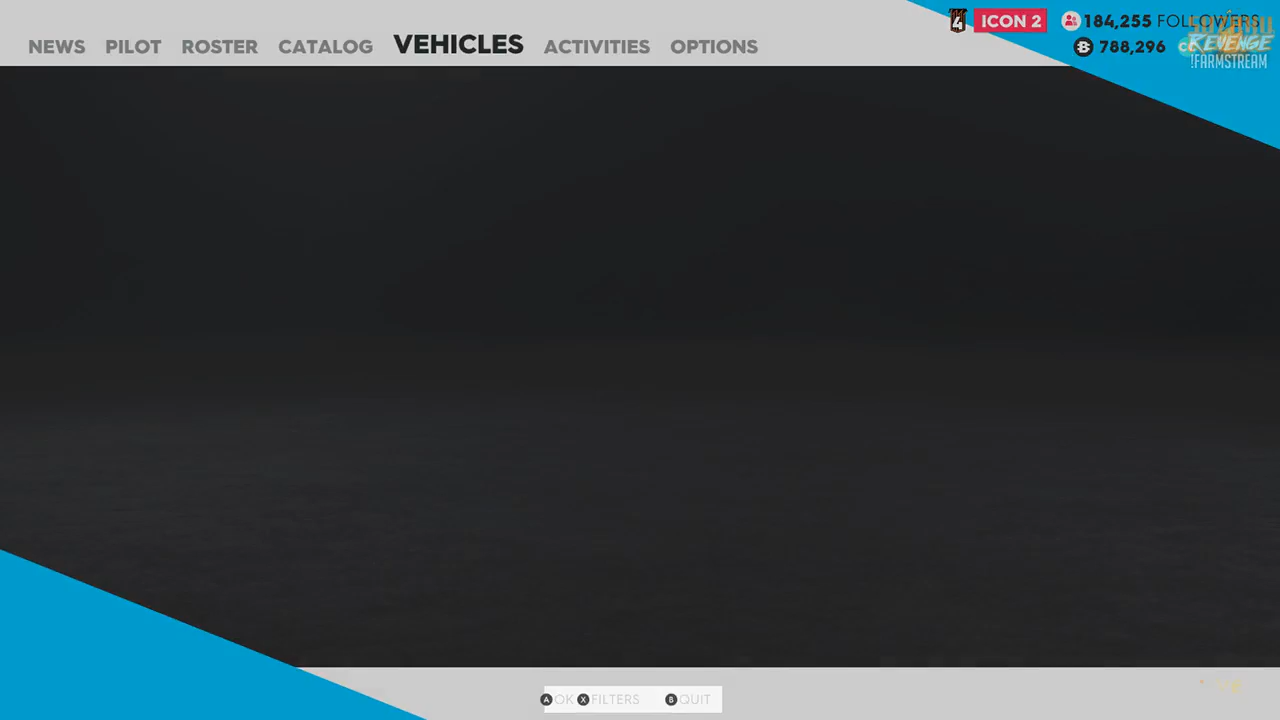 NEWS PILOT ROSTER CATALOG VEHICLES ACTIVITIES OPTIONS
4 ICON 2 184,255 FOLLOWERS
788,296
REVENGE
!FARMSTREAM
A OK X FILTERS B QUIT